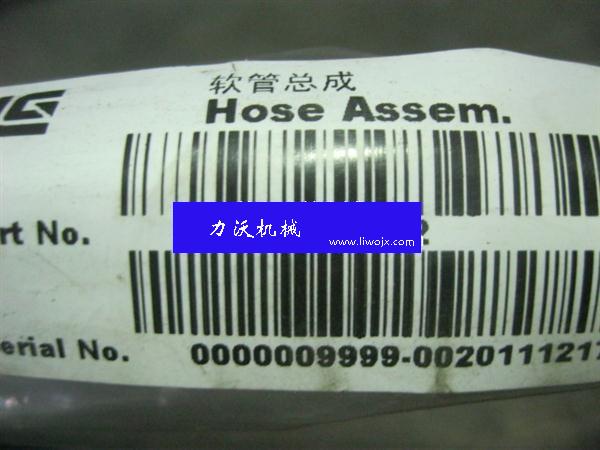 软管总成
Hose Assem.
rt No.
2
力沃机械
www.liwojx.com
erial No.
0000009999-0020111217